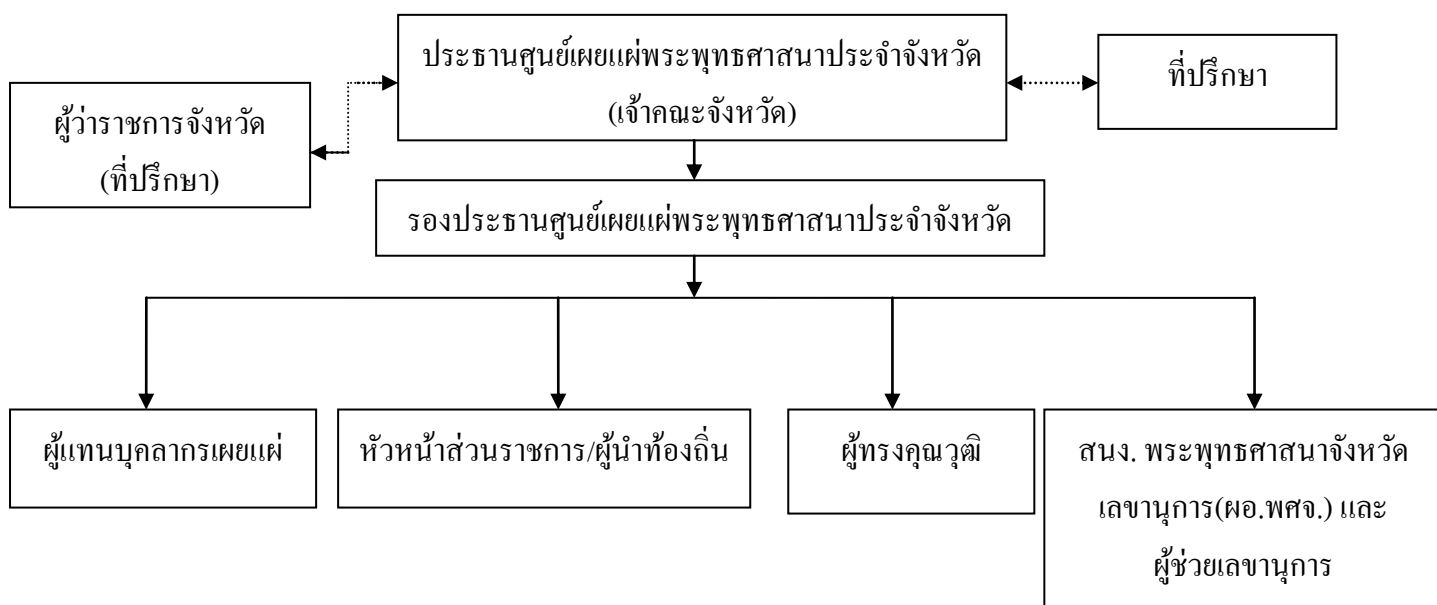 ประธานศูนย์เผยแผ่พระพุทธศาสนาประจำจังหวัด
(เจ้าคณะจังหวัด)
ที่ปรึกษา
ผู้ว่าราชการจังหวัด
(ที่ปรึกษา)
รองประธานศูนย์เผยแผ่พระพุทธศาสนาประจำจังหวัด
ผู้แทนบุคลากรเผยแผ่
หัวหน้าส่วนราชการ/ผู้นำท้องถิ่น
ผู้ทรงคุณวุฒิ
สนง. พระพุทธศาสนาจังหวัด
เลขานุการ(ผอ.พศจ.) และ
ผู้ช่วยเลขานุการ